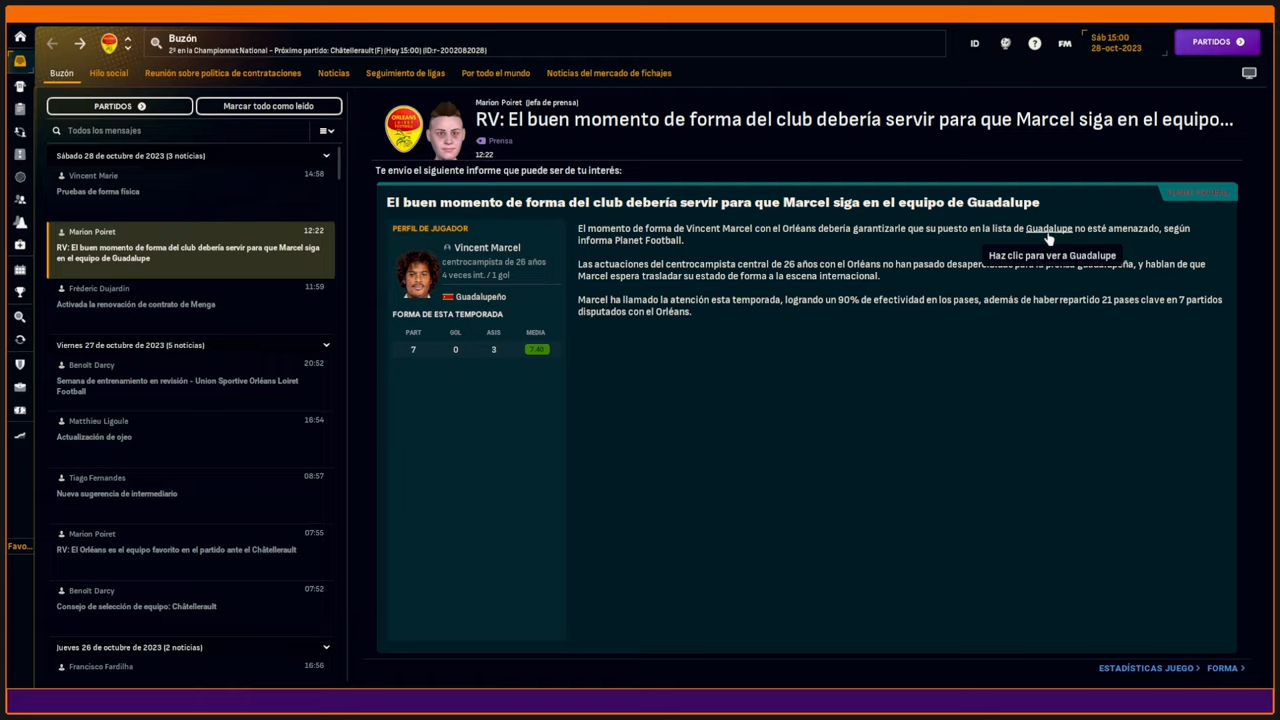 Buzón
2º en la Championnat National - Próximo partido: Châtellerault (F) (Hoy 15:00) (ID:r-2002082028)
ID
FM
Sáb 15:00
28-oct-2023
PARTIDOS
Buzón
Hilo social
Reunión sobre política de contrataciones
Noticias
Seguimiento de ligas
Por todo el mundo
Noticias del mercado de fichajes
PARTIDOS
Marcar todo como leído
Todos los mensajes
Sábado 28 de octubre de 2023 (3 noticias)
Vincent Marie
14:58
Pruebas de forma física
Marion Poiret
12:22
RV: El buen momento de forma del club debería servir para que Marcel siga
en el equipo de Guadalupe
Fréderic Dujardin
11:59
Activada la renovación de contrato de Menga
Viernes 27 de octubre de 2023 (5 noticias)
Benoît Darcy
20:52
Semana de entrenamiento en revisión - Union Sportive Orléans Loiret
Football
Matthieu Ligoule
16:54
Actualización de ojeo
Tiago Fernandes
08:57
Nueva sugerencia de intermediario
Marion Poiret
07:55
RV: El Orléans es el equipo favorito en el partido ante el Châtellerault
Benoît Darcy
07:52
Consejo de selección de equipo: Châtellerault
Jueves 26 de octubre de 2023 (2 noticias)
Francisco Fardilha
16:56
Favo...
ORLEANS
Marion Poiret (Jefa de prensa)
RV: El buen momento de forma del club debería servir para que Marcel siga en el equipo...
Prensa
12:22
Te envío el siguiente informe que puede ser de tu interés:
El buen momento de forma del club debería servir para que Marcel siga en el equipo de Guadalupe
PERFIL DE JUGADOR
Vincent Marcel
centrocampista de 26 años
4 veces int. / 1 gol
Guadalupeño
FORMA DE ESTA TEMPORADA
PART GOL ASIS MEDIA
7 0 3 7.40
El momento de forma de Vincent Marcel con el Orléans debería garantizarle que su puesto en la lista de Guadalupe no esté amenazado, según
informa Planet Football.
Haz clic para ver a Guadalupe
Las actuaciones del centrocampista central de 26 años con el Orléans no han pasado guadalupeña, y hablan de que
Marcel espera trasladar su estado de forma a la escena internacional.
Marcel ha llamado la atención esta temporada, logrando un 90% de efectividad en los pases, además de haber repartido 21 pases clave en 7 partidos
disputados con el Orléans.
ESTADÍSTICAS JUEGO
FORMA